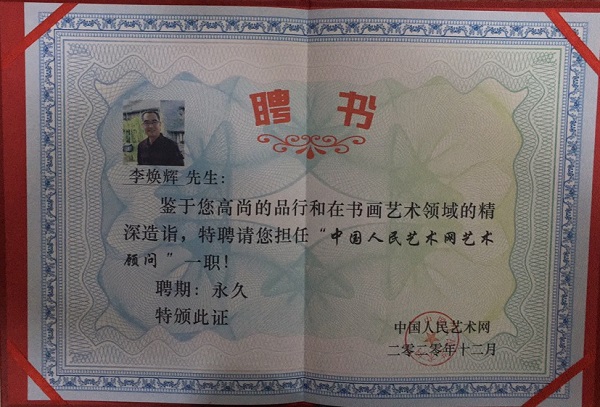 聘书
李焕辉 先生：
鉴于您高尚的品行和在书画艺术领域的精
深造诣，特聘请您担任“中国人民艺术网艺术
顾问”一职！
聘期：永久
特颁此证
中国人民艺术网
二零二零年十二月